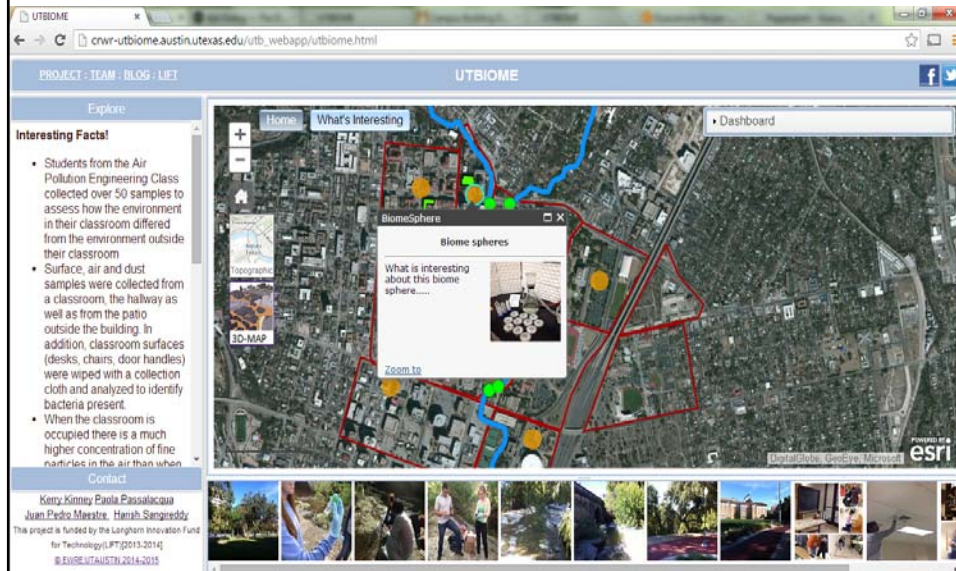 UTBIOME
crwr-utbiome.austin.utexas.edu/utb_webapp/utbiome.html
PROJECT : TEAM : BLOG : LIFT
UTBIOME
Explore
Interesting Facts!
Students from the Air
Pollution Engineering Class
collected over 50 samples to
assess how the environment
in their classroom differed
from the environment outside
their classroom
Surface, air and dust
samples were collected from
a classroom, the hallway as
well as from the patio
outside the building. In
addition, classroom surfaces
(desks, chairs, door handles)
were wiped with a collection
cloth and analyzed to identify
bacteria present.
When the classroom is
occupied there is a much
higher concentration of fine
particles in the air than when
Contact
Kerry Kinney Paola Passalacqua
Juan Pedro Maestre Harish Sangireddy
This project is funded by the Longhorn Innovation Fund
for Technology(LIFT)[2013-2014]
© EWRE,UTAUSTIN 2014-2015
+
−
Home
What's Interesting
Dashboard
Topographic
3D-MAP
BiomeSphere
Biome spheres
What is interesting
about this biome
sphere.....
Zoom to
POWERED BY
esri
DigitalGlobe, GeoEye, Microsoft